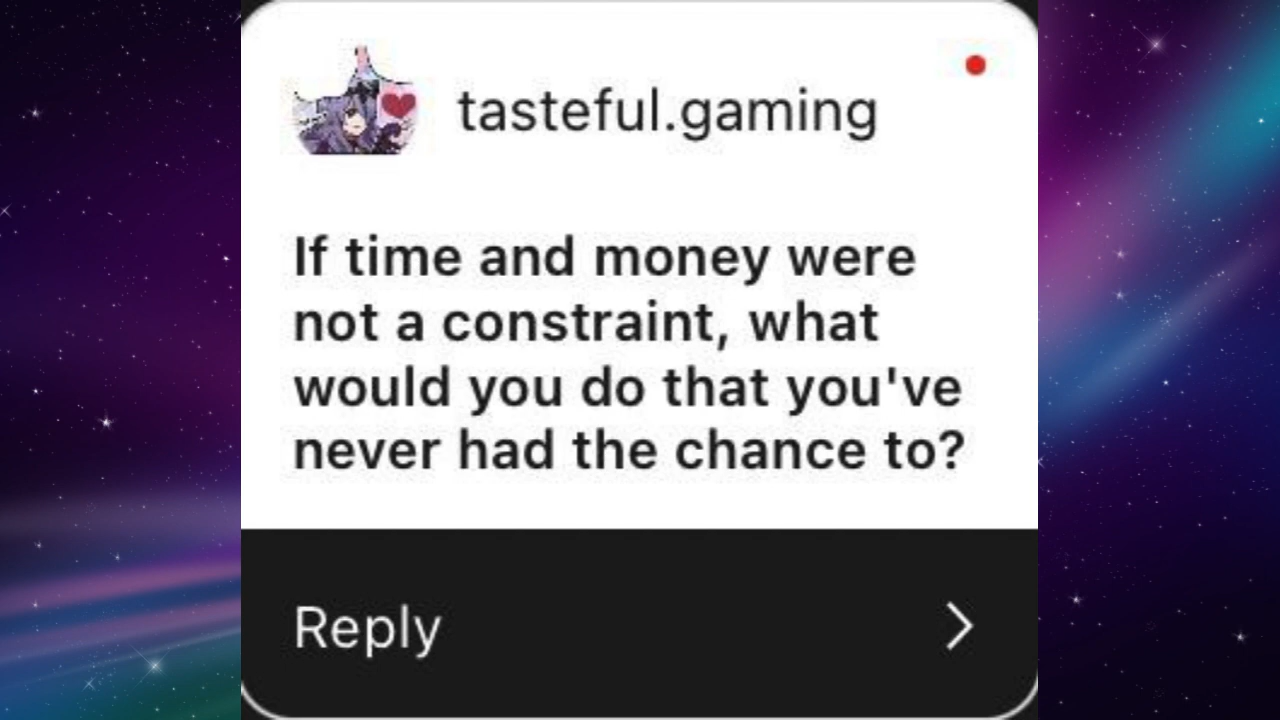 tasteful.gaming
If time and money were
not a constraint, what
would you do that you've
never had the chance to?
Reply